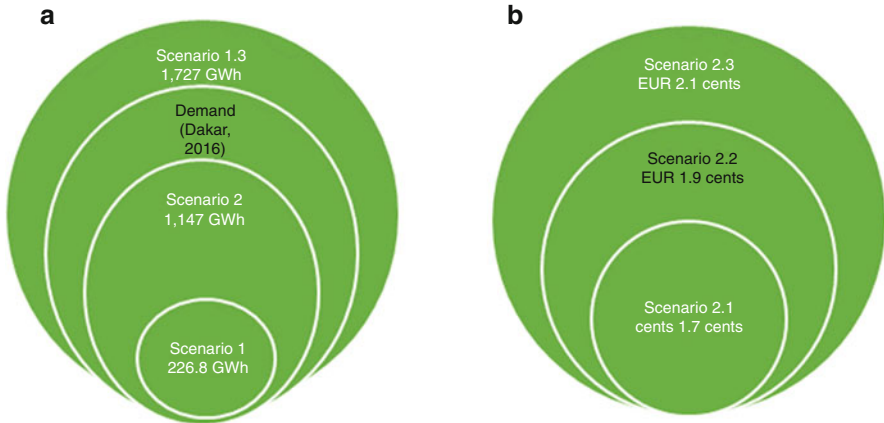 a
Scenario 1.3
1,727 GWh
Demand
(Dakar,
2016)
Scenario 2
1,147 GWh
Scenario 1
226.8 GWh
b
Scenario 2.3
EUR 2.1 cents
Scenario 2.2
EUR 1.9 cents
Scenario 2.1
cents 1.7 cents